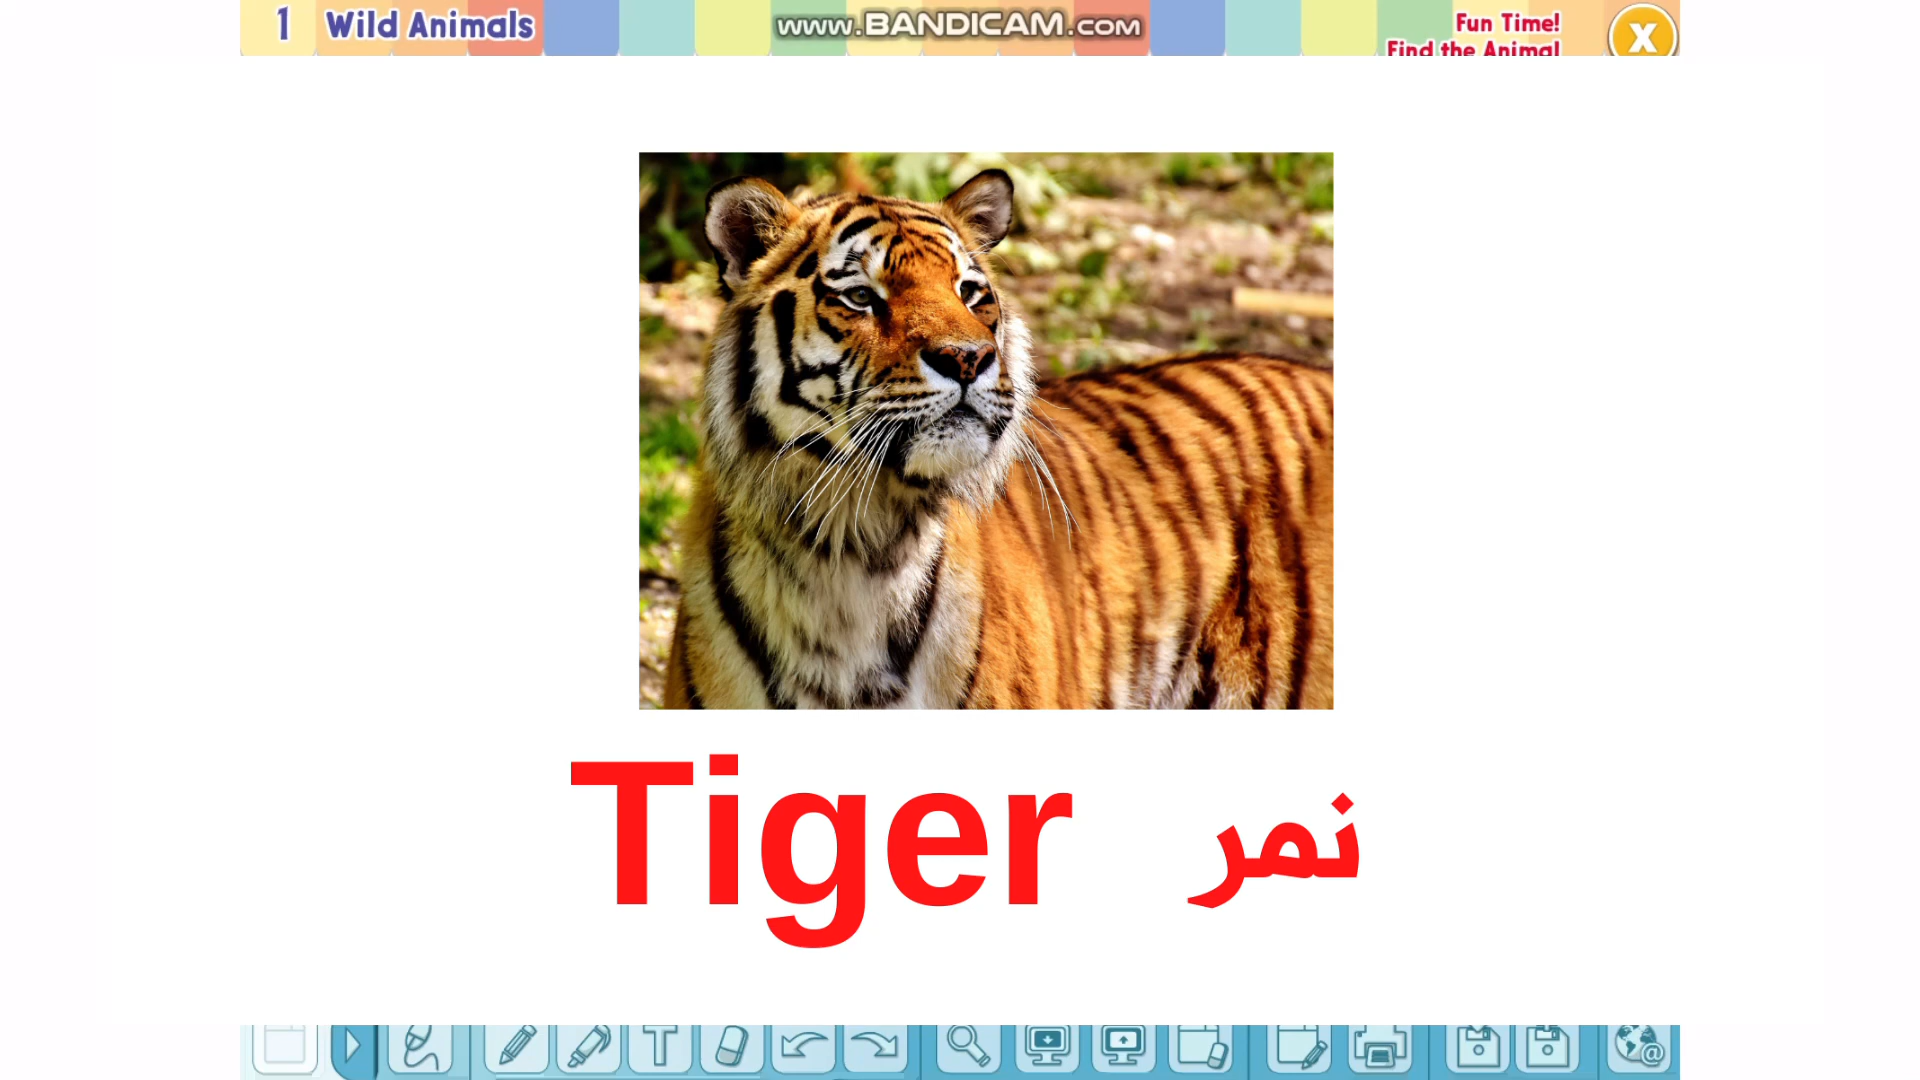 1 Wild Animals
www.BANDICAM.com
Fun Time!
Find the Animal
X
Tiger نمر
T
@